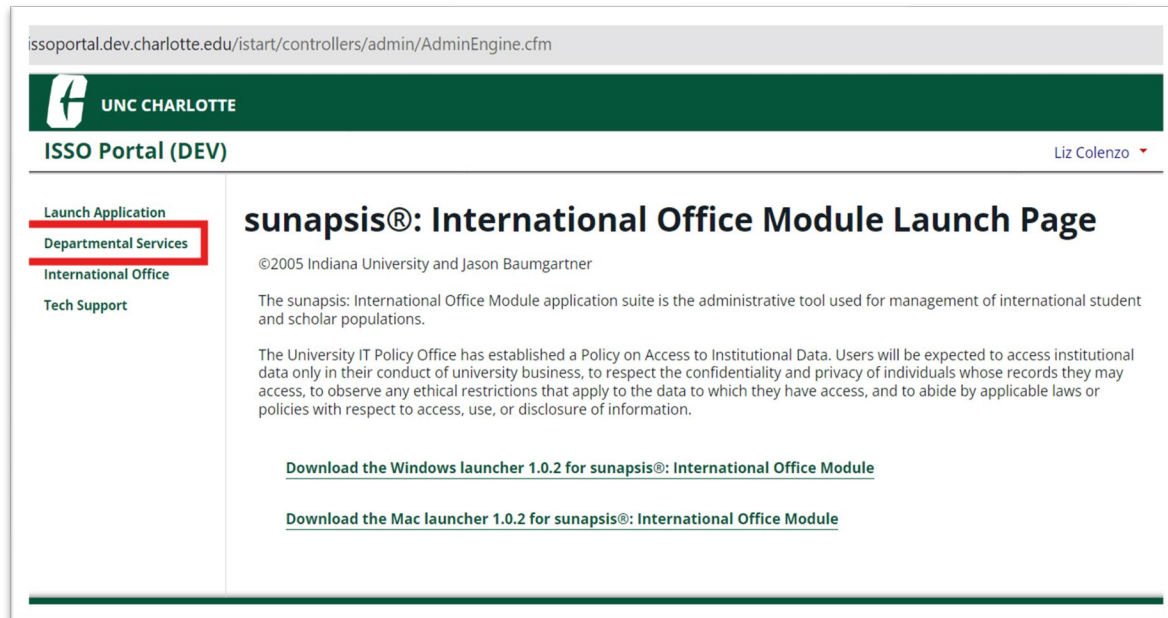 issoportal.dev.charlotte.edu/istart/controllers/admin/AdminEngine.cfm
UNC CHARLOTTE
ISSO Portal (DEV)
Liz Colenzo
Launch Application
Departmental Services
International Office
Tech Support
sunapsis®: International Office Module Launch Page
©2005 Indiana University and Jason Baumgartner
The sunapsis: International Office Module application suite is the administrative tool used for management of international student
and scholar populations.
The University IT Policy Office has established a Policy on Access to Institutional Data. Users will be expected to access institutional
data only in their conduct of university business, to respect the confidentiality and privacy of individuals whose records they may
access, to observe any ethical restrictions that apply to the data to which they have access, and to abide by applicable laws or
policies with respect to access, use, or disclosure of information.
Download the Windows launcher 1.0.2 for sunapsis®: International Office Module
Download the Mac launcher 1.0.2 for sunapsis®: International Office Module